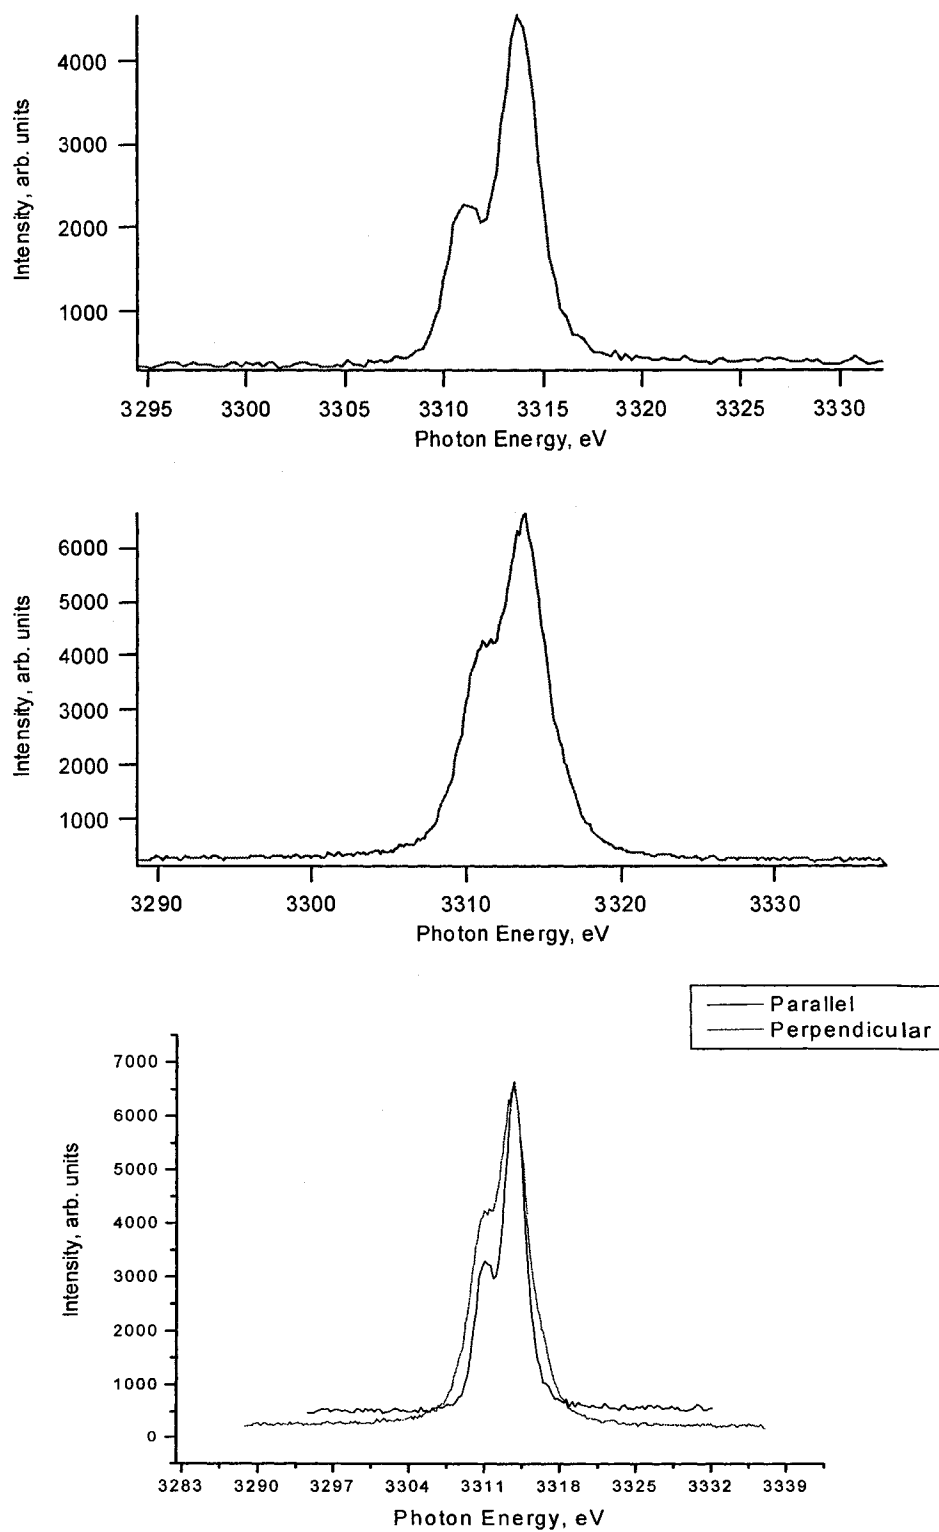 4000
3000
2000
1000
Intensity, arb. units
3295 3300 3305 3310 3315 3320 3325 3330
Photon Energy, eV
6000
5000
4000
3000
2000
1000
Intensity, arb. units
3290 3300 3310 3320 3330
Photon Energy, eV
Parallel
Perpendicular
7000
6000
5000
4000
3000
2000
1000
0
Intensity, arb. units
3283 3290 3297 3304 3311 3318 3325 3332 3339
Photon Energy, eV